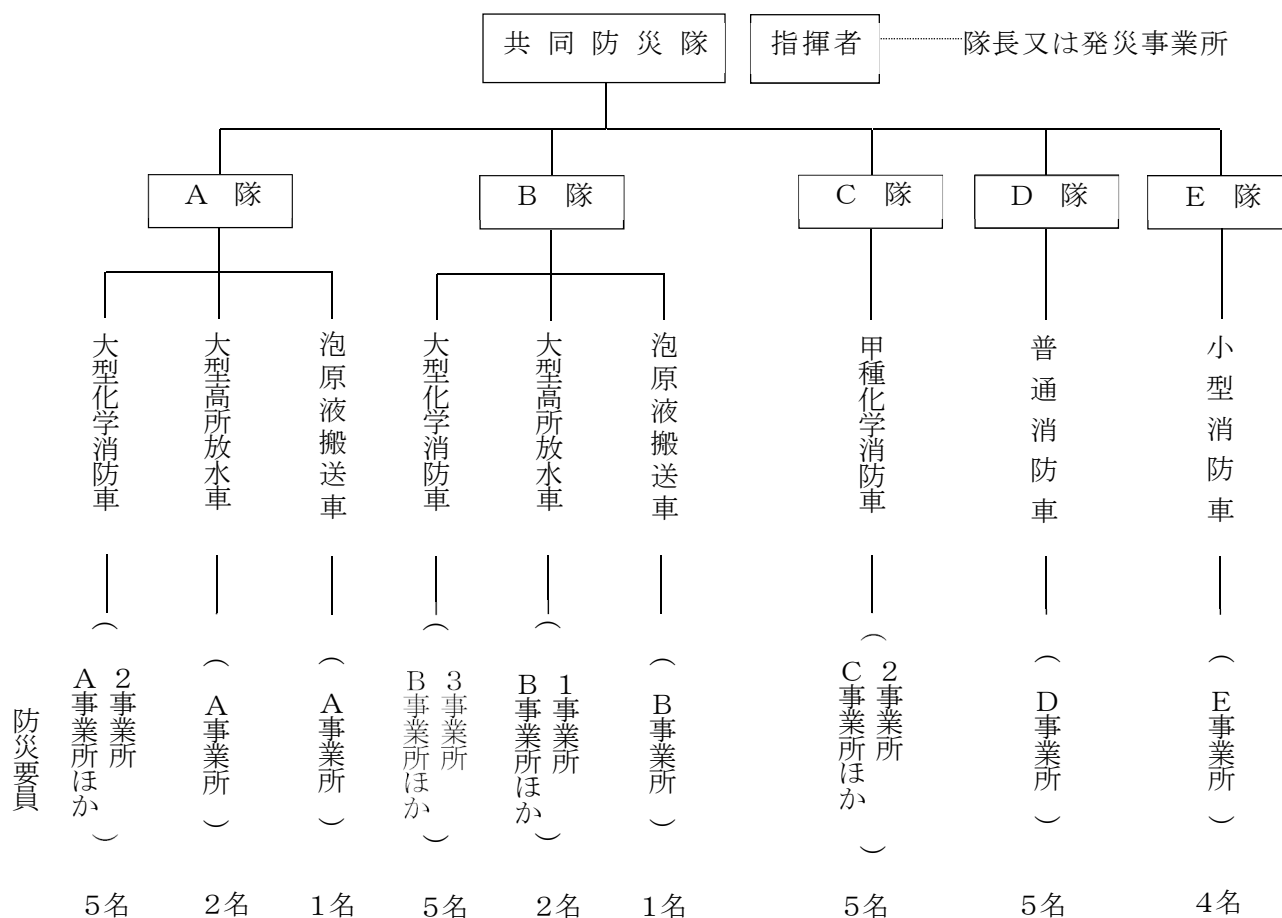 共同防災隊
指揮者
隊長又は発災事業所
A 隊
B 隊
C 隊
D 隊
E 隊
大型化学消防車
大型高所放水車
泡原液搬送車
大型化学消防車
大型高所放水車
泡原液搬送車
甲種化学消防車
普通消防車
小型消防車
防災要員
(A事業所ほか
2事業所)
(A事業所)
(A事業所)
(B事業所ほか
3事業所)
(B事業所ほか
1事業所)
(B事業所)
(C事業所ほか
2事業所)
(D事業所)
(E事業所)
5名
2名
1名
5名
2名
1名
5名
5名
4名